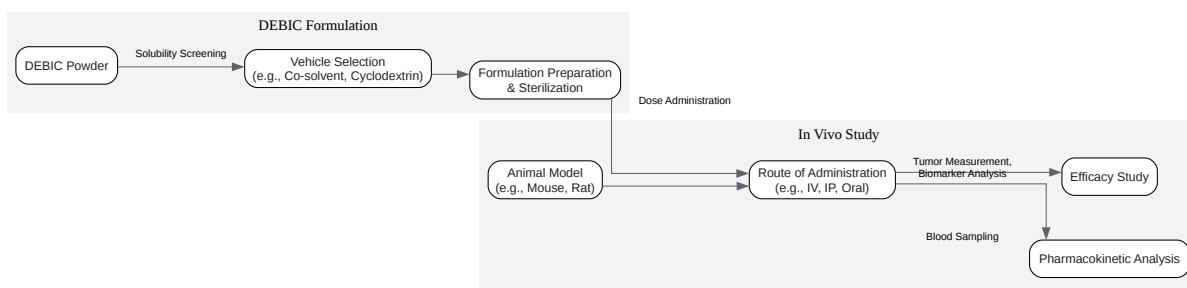 DEBIC Formulation
DEBIC Powder
Solubility Screening
Vehicle Selection
(e.g., Co-solvent, Cyclodextrin)
Formulation Preparation
& Sterilization
Dose Administration
In Vivo Study
Animal Model
(e.g., Mouse, Rat)
Route of Administration
(e.g., IV, IP, Oral)
Tumor Measurement,
Biomarker Analysis
Efficacy Study
Blood Sampling
Pharmacokinetic Analysis